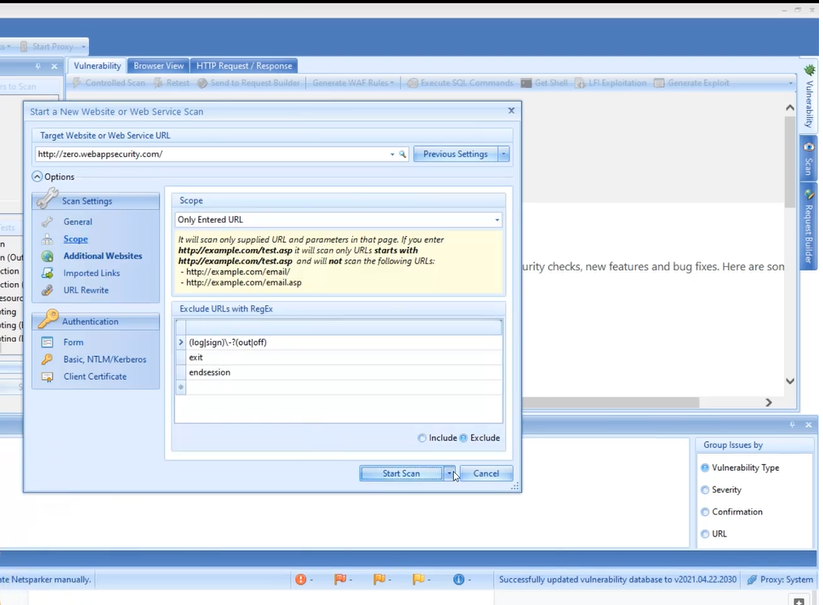 Start Proxy
Vulnerability
Browser View
HTTP Request / Response
rs to Scan
Controlled Scan
Retest
Send to Request Builder
Generate WAF Rules
Execute SQL Commands
Get Shell
LFI Exploitation
Generate Exploit
Start a New Website or Web Service Scan
Target Website or Web Service URL
http://zero.webappsecurity.com/
Previous Settings
Options
Scan Settings
General
Scope
Additional Websites
Imported Links
URL Rewrite
Authentication
Form
Basic, NTLM/Kerberos
Client Certificate
Scope
Only Entered URL
It will scan only supplied URL and parameters in that page. If you enter
http://example.com/test.asp it will scan only URLs starts with
http://example.com/test.asp and will not scan the following URLs:
- http://example.com/email/
- http://example.com/email.asp
Exclude URLs with RegEx
(log|sign)\-?(out|off)
exit
endsession
Include
Exclude
Start Scan
Cancel
urity checks, new features and bug fixes. Here are son
Vulnerability
Scan
Request Builder
Group Issues by
Vulnerability Type
Severity
Confirmation
URL
ate Netsparker manually.
Successfully updated vulnerability database to v2021.04.22.2030
Proxy: System